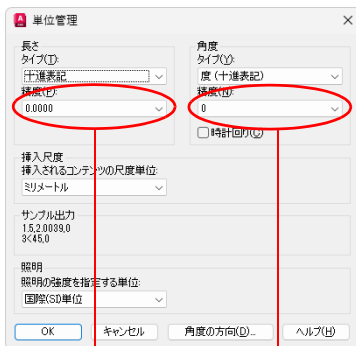 単位管理
長さ
タイプ(T):
十進表記
精度(P):
0.0000
角度
タイプ(Y):
度 (十進表記)
精度(N):
0
時計回り(C)
挿入尺度
挿入されるコンテンツの尺度単位:
ミリメートル
サンプル出力
1.5,2.0039,0
3<45,0
照明
照明の強度を指定する単位:
国際(SI)単位
OK
キャンセル
角度の方向(D)...
ヘルプ(H)